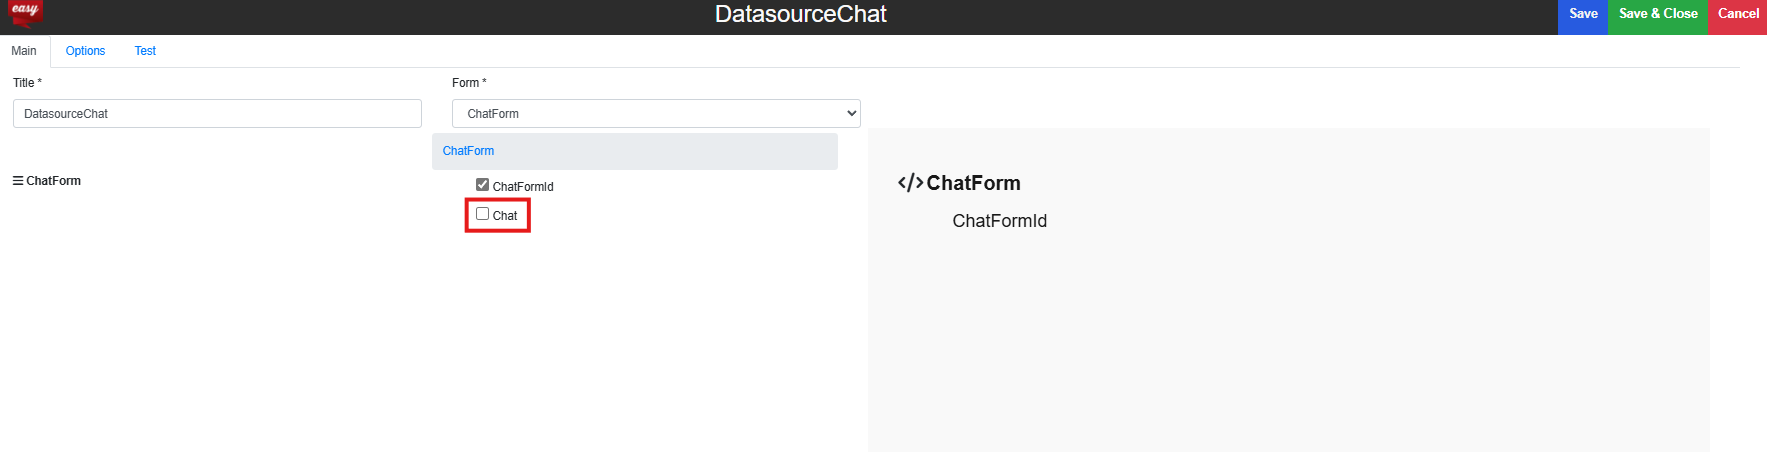 easy
DatasourceChat
Save
Save & Close
Cancel
Main
Options
Test
Title *
Form *
DatasourceChat
ChatForm
ChatForm
ChatForm
ChatFormId
Chat
ChatForm
ChatFormId